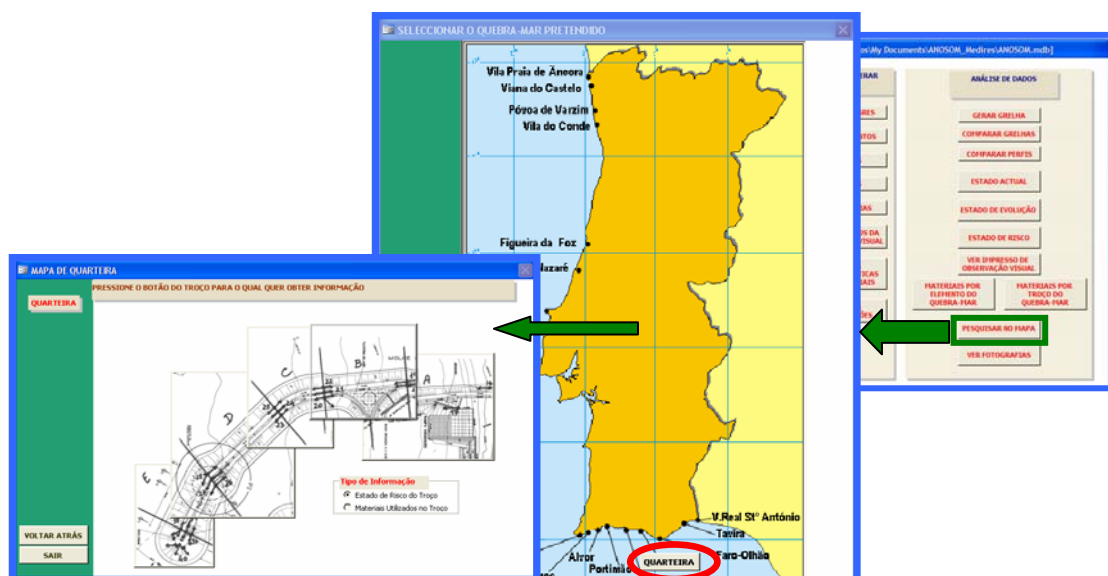 SELECCIONAR O QUEBRA-MAR PRETENDIDO
Vila Praia de Âncora
Viana do Castelo
Póvoa de Varzim
Vila do Conde
Figueira da Foz
Nazaré
V.Real Stº António
Tavira
Faro-Olhão
QUARTEIRA
Alvor
Portimão
My Documents\ANOSOM_Medires\ANOSOM.mdb]
ANÁLISE DE DADOS
GERAR GRELHA
COMPARAR GRELHAS
COMPARAR PERFIS
ESTADO ACTUAL
ESTADO DE EVOLUÇÃO
ESTADO DE RISCO
VER IMPRESSO DE
OBSERVAÇÃO VISUAL
MATERIAIS POR
ELEMENTO DO
QUEBRA-MAR
MATERIAIS POR
TROÇO DO
QUEBRA-MAR
PESQUISAR NO MAPA
VER FOTOGRAFIAS
MAPA DE QUARTEIRA
PRESSIONE O BOTÃO DO TROÇO PARA O QUAL QUER OBTER INFORMAÇÃO
QUARTEIRA
A
B
C
D
E
Tipo de Informação
Estado de Risco do Troço
Materiais Utilizados no Troço
VOLTAR ATRÁS
SAIR